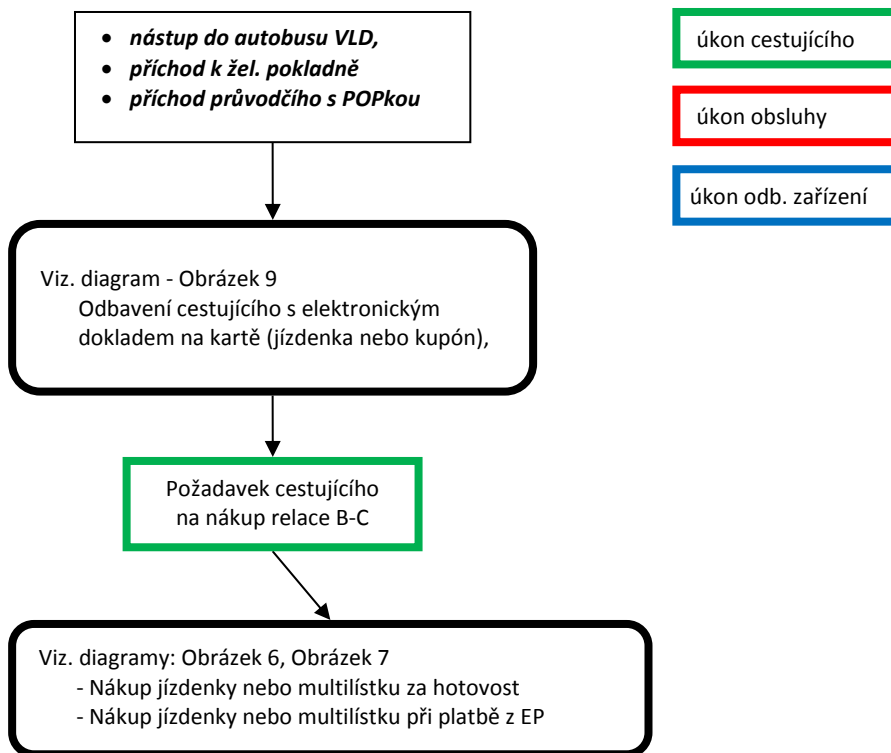 • nástup do autobusu VLD,
• příchod k žel. pokladně
• příchod průvodčího s POPkou
úkon cestujícího
úkon obsluhy
úkon odb. zařízení
Viz. diagram - Obrázek 9
Odbavení cestujícího s elektronickým
dokladem na kartě (jízdenka nebo kupón),
Požadavek cestujícího
na nákup relace B-C
Viz. diagramy: Obrázek 6, Obrázek 7
- Nákup jízdenky nebo multilístku za hotovost
- Nákup jízdenky nebo multilístku při platbě z EP